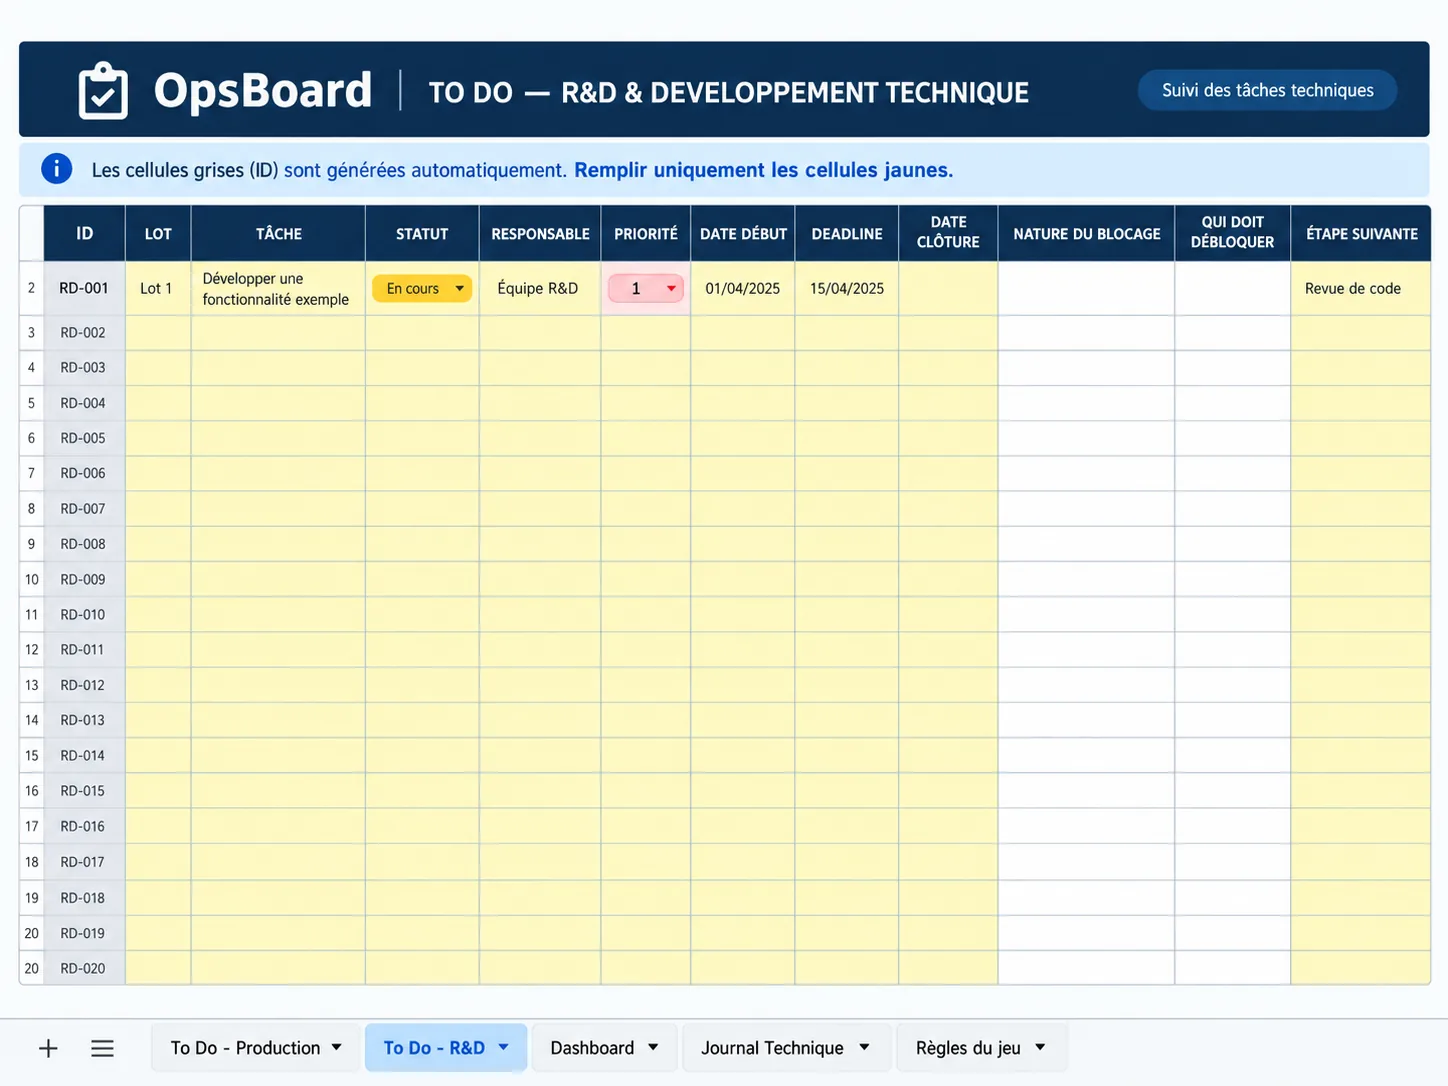 OpsBoard
TO DO — R&D & DEVELOPPEMENT TECHNIQUE
Suivi des tâches techniques
i
Les cellules grises (ID) sont générées automatiquement. Remplir uniquement les cellules jaunes.
ID LOT TÂCHE STATUT RESPONSABLE PRIORITÉ DATE DÉBUT DEADLINE DATE CLÔTURE NATURE DU BLOCAGE QUI DOIT DÉBLOQUER ÉTAPE SUIVANTE
2 RD-001 Lot 1 Développer une fonctionnalité exemple En cours Équipe R&D 1 01/04/2025 15/04/2025 Revue de code
3 RD-002
4 RD-003
5 RD-004
6 RD-005
7 RD-006
8 RD-007
9 RD-008
10 RD-009
11 RD-010
12 RD-011
13 RD-012
14 RD-013
15 RD-014
16 RD-015
17 RD-016
18 RD-017
19 RD-018
20 RD-019
20 RD-020
To Do - Production To Do - R&D Dashboard Journal Technique Règles du jeu